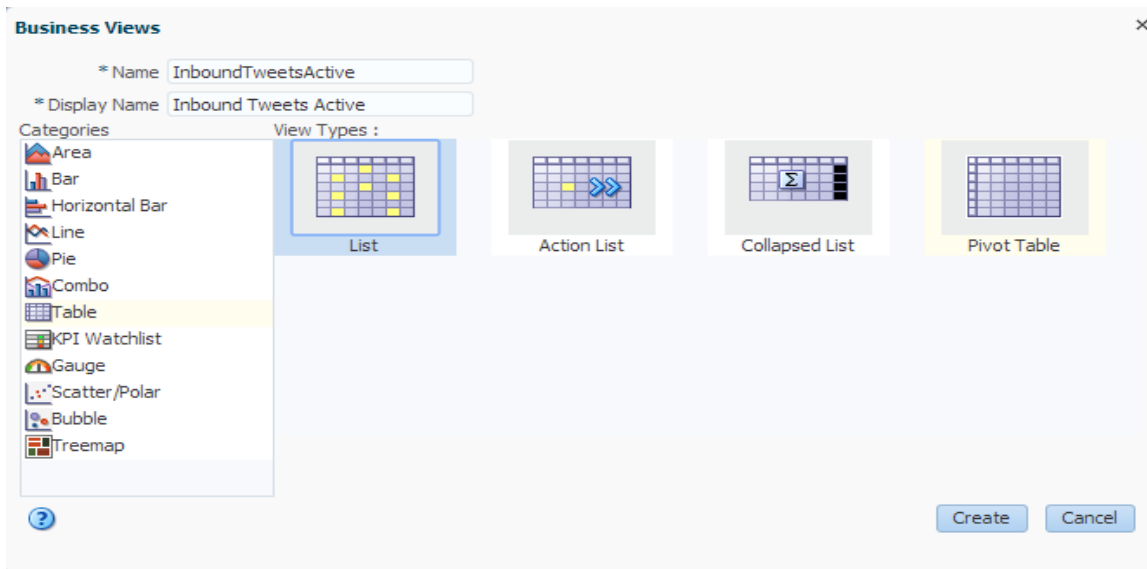 Business Views
* Name InboundTweetsActive
* Display Name Inbound Tweets Active
Categories
View Types :
Area
Bar
Horizontal Bar
Line
Pie
Combo
Table
KPI Watchlist
Gauge
Scatter/Polar
Bubble
Treemap
List
Action List
Σ
Collapsed List
Pivot Table
?
Create
Cancel